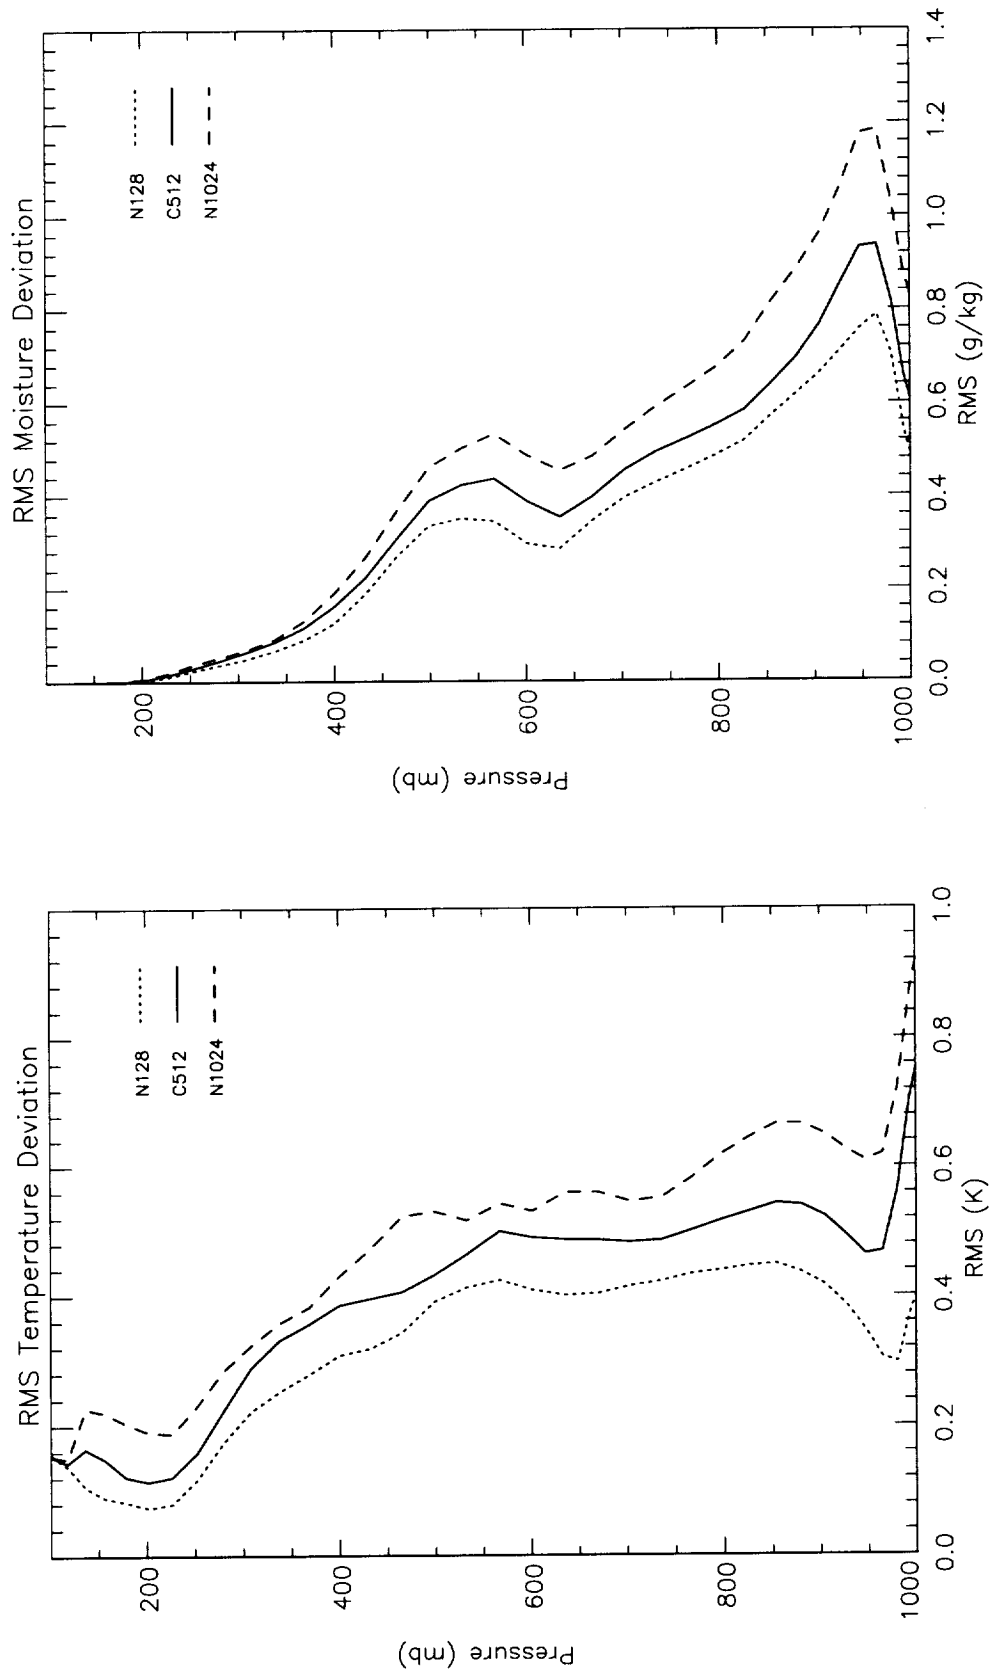 RMS Temperature Deviation
N128
C512
N1024
200
400
600
800
1000
Pressure (mb)
0.0
0.2
0.4
0.6
0.8
1.0
RMS (K)
RMS Moisture Deviation
N128
C512
N1024
200
400
600
800
1000
Pressure (mb)
0.0
0.2
0.4
0.6
0.8
1.0
1.2
1.4
RMS (g/kg)